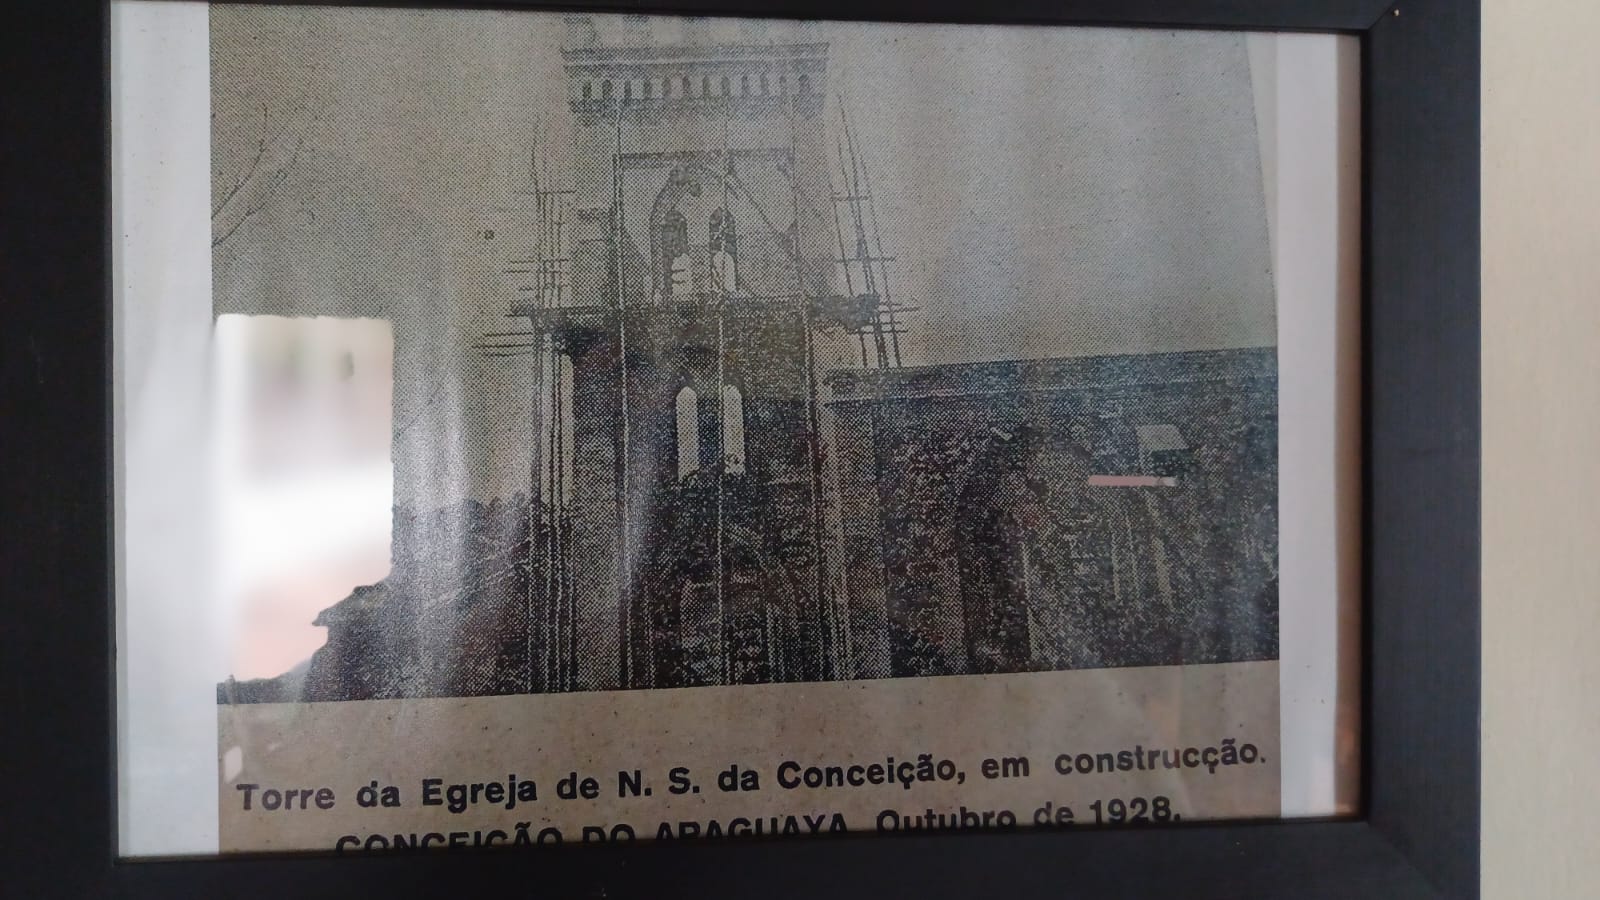 Torre da Egreja de N. S. da Conceição, em construcção.
CONCEIÇÃO DO ARAGUAYA, Outubro de 1928.